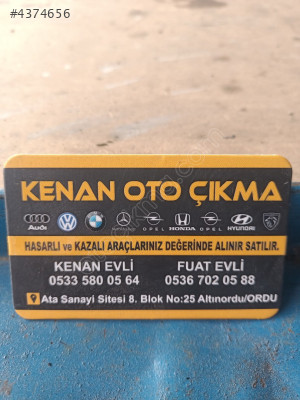 #4374656
KENAN OTO ÇIKMA
Audi OPEL HONDA OPEL HYUNDAI
HASARLI ve KAZALI ARAÇLARINIZ DEĞERİNDE ALINIR SATILIR.
KENAN EVLİ FUAT EVLİ
0533 580 05 64 0536 702 05 88
Ata Sanayi Sitesi 8. Blok No:25 Altınordu/ORDU